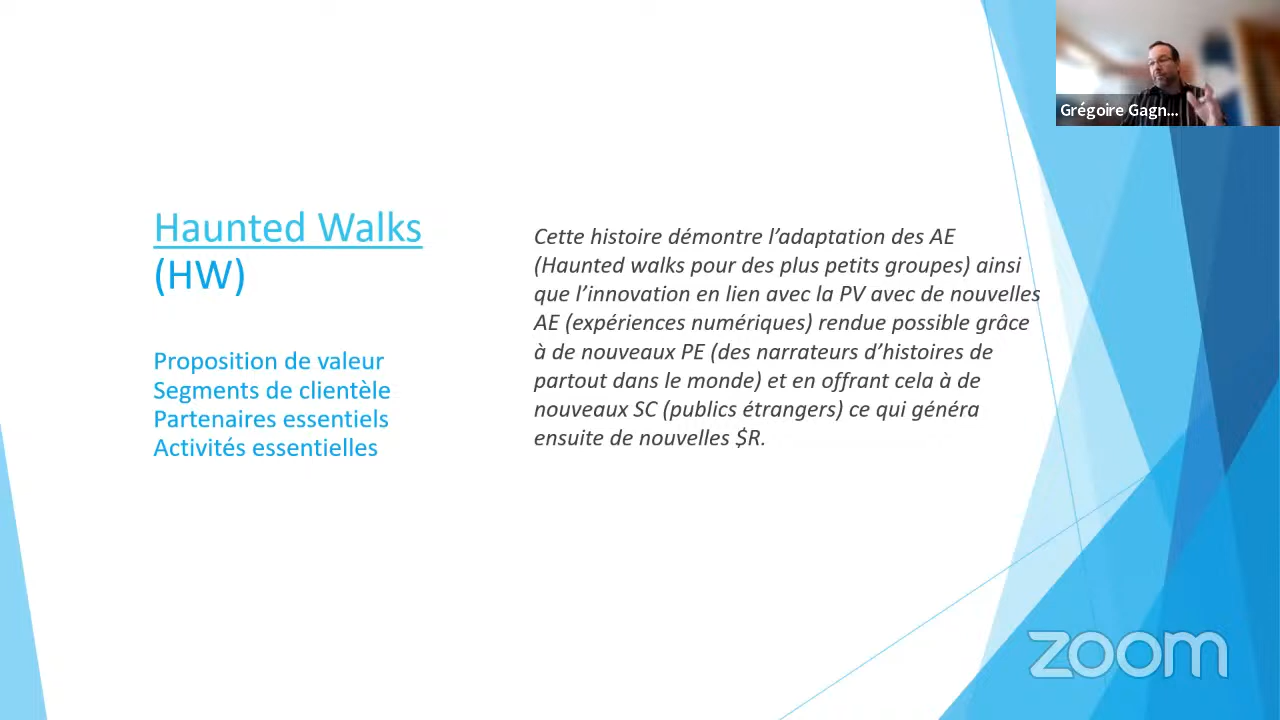 Grégoire Gagn...
Haunted Walks
(HW)
Proposition de valeur
Segments de clientèle
Partenaires essentiels
Activités essentielles
Cette histoire démontre l’adaptation des AE
(Haunted walks pour des plus petits groupes) ainsi
que l’innovation en lien avec la PV avec de nouvelles
AE (expériences numériques) rendue possible grâce
à de nouveaux PE (des narrateurs d’histoires de
partout dans le monde) et en offrant cela à de
nouveaux SC (publics étrangers) ce qui généra
ensuite de nouvelles $R.
zoom